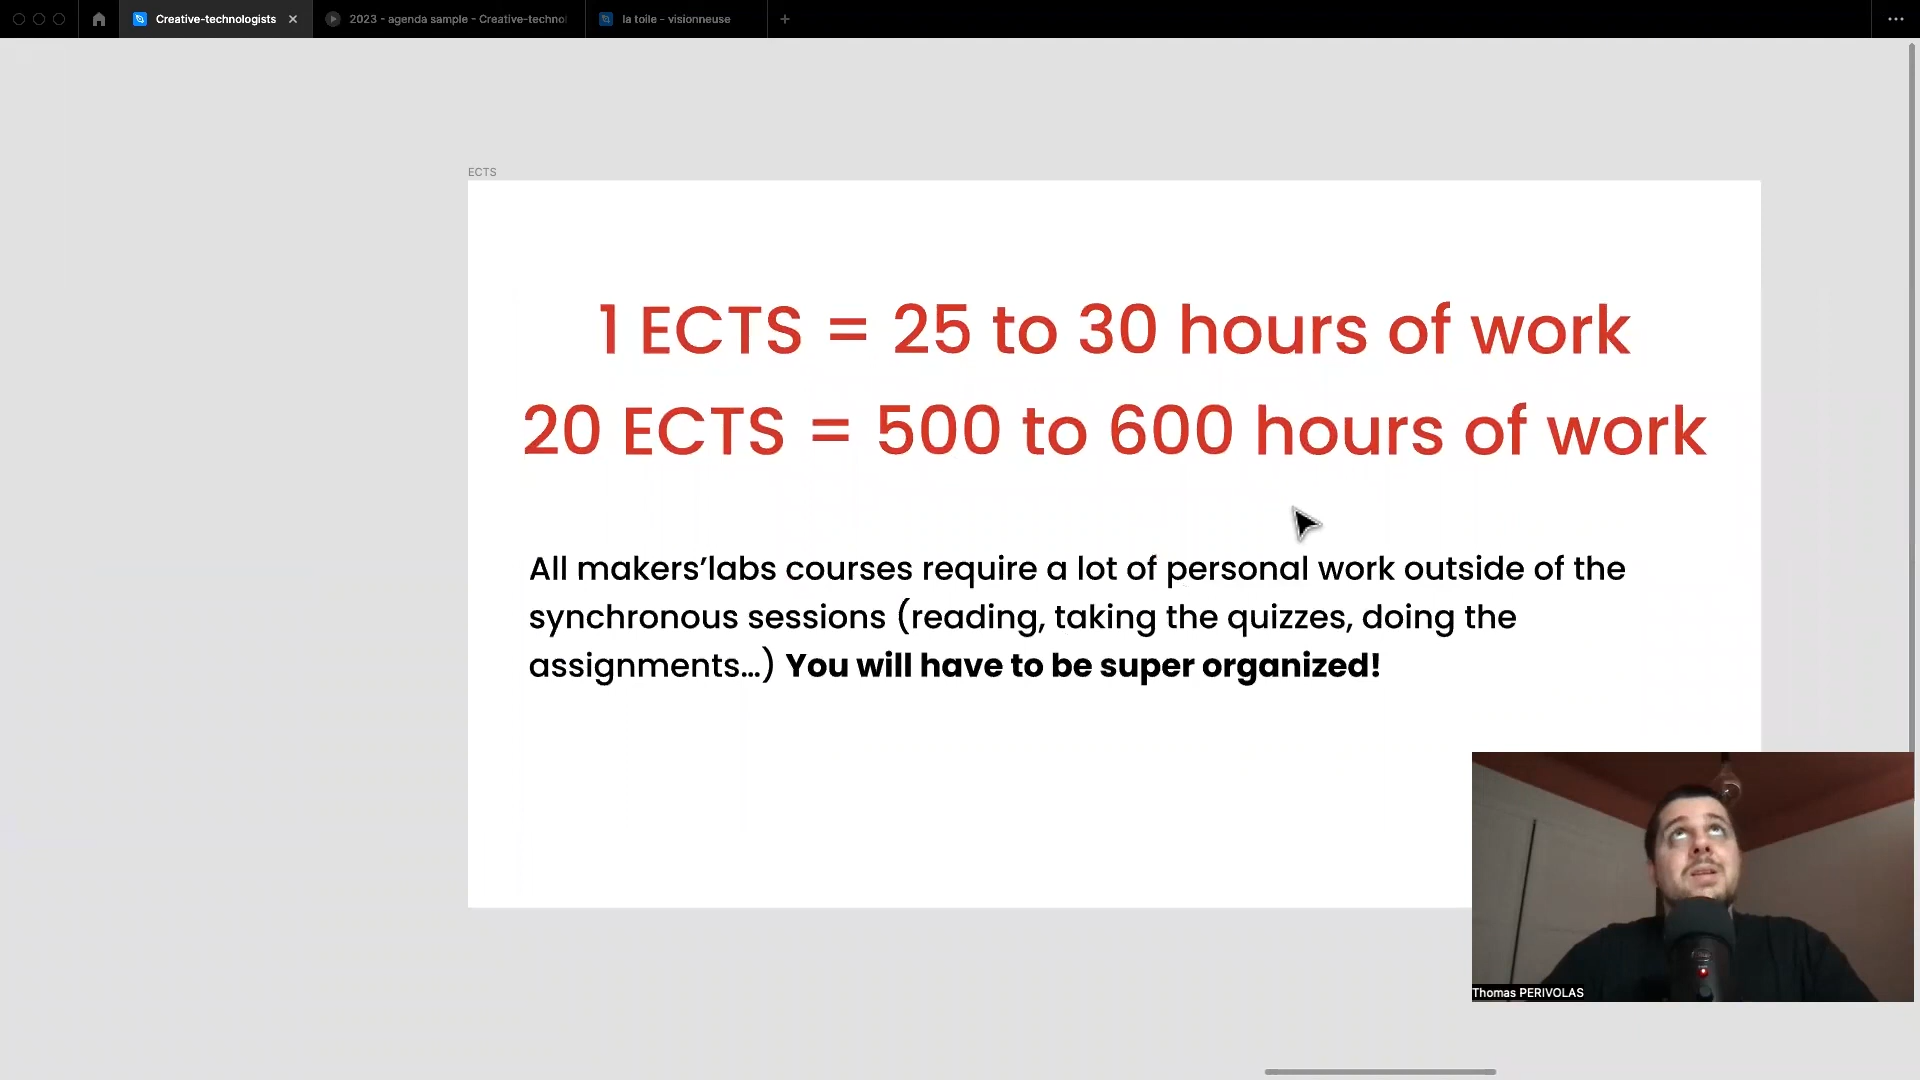 Creative-technologists
2023 - agenda sample - Creative-techno
la toile - visionneuse
ECTS
1 ECTS = 25 to 30 hours of work
20 ECTS = 500 to 600 hours of work
All makers’labs courses require a lot of personal work outside of the
synchronous sessions (reading, taking the quizzes, doing the
assignments…) You will have to be super organized!
Thomas PERIVOLAS